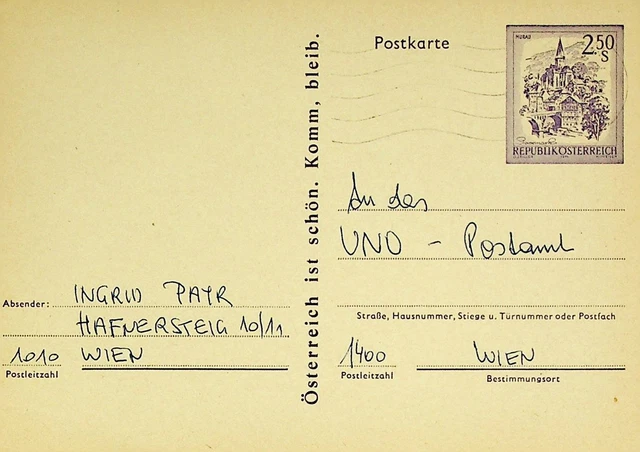 Postkarte
MURAU
2.50
S
REPUBLIK ÖSTERREICH
Österreich ist schön. Komm, bleib.
An das
UNO - Postamt
Straße, Hausnummer, Stiege u. Türnummer oder Postfach
1400 WIEN
Postleitzahl Bestimmungsort
Absender: INGRID PAYR
HAFNERSTEIG 10/11
1010 WIEN
Postleitzahl